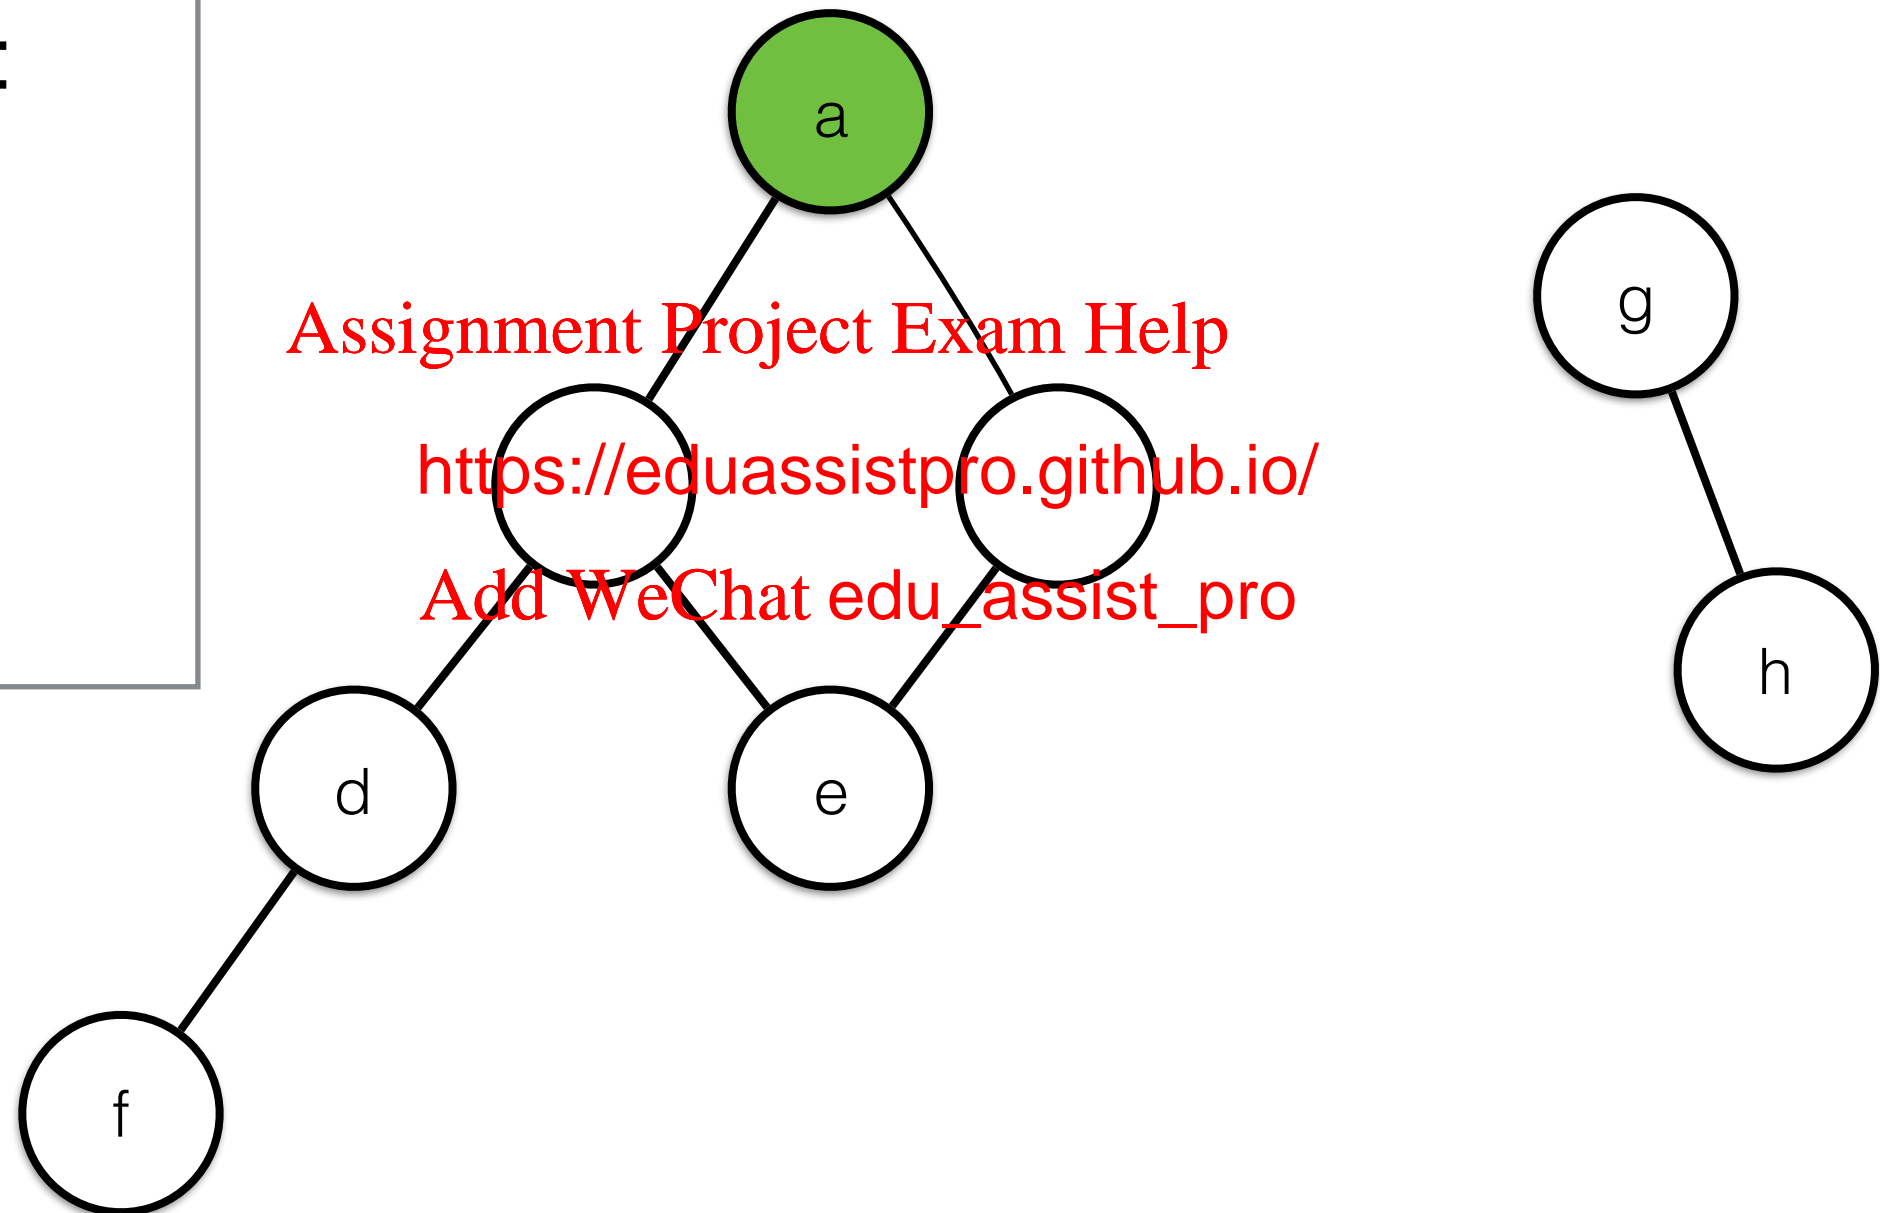 :
a
g
Assignment Project Exam Help
https://eduassistpro.github.io/
Add WeChat edu_assist_pro
h
d
e
f